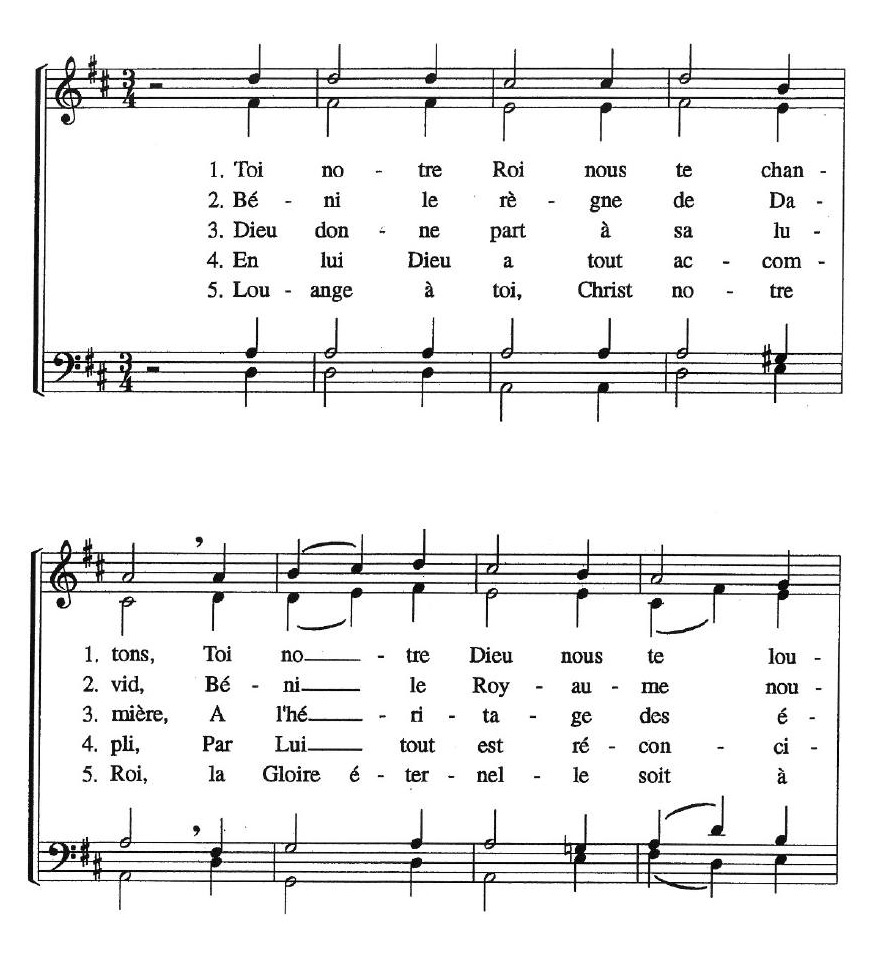 1. Toi no - tre Roi nous te chan -
2. Bé - ni le rè - gne de Da -
3. Dieu don - ne part à sa lu -
4. En lui Dieu a tout ac - com -
5. Lou - ange à toi, Christ no - tre
1. tons, Toi no - tre Dieu nous te lou -
2. vid, Bé - ni le Roy - au - me nou -
3. mière, A l'hé - ri - ta - ge des é -
4. pli, Par Lui tout est ré - con - ci -
5. Roi, la Gloire é - ter - nel - le soit à